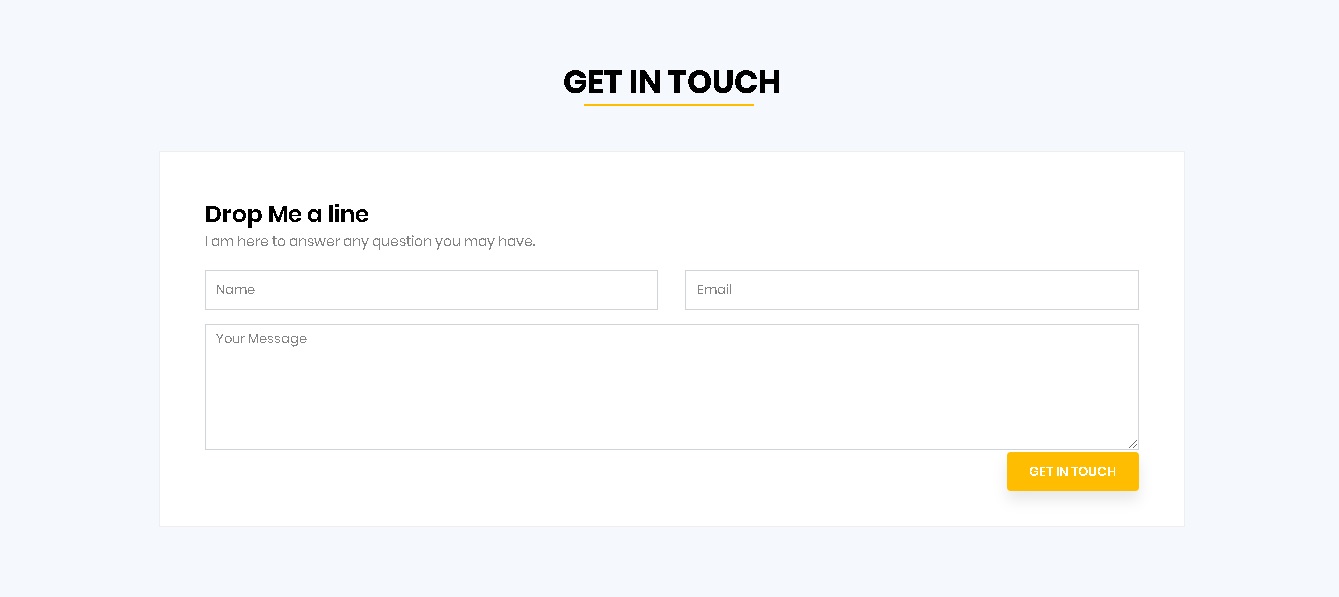 GET IN TOUCH
Drop Me a line
I am here to answer any question you may have.
Name
Email
Your Message
GET IN TOUCH